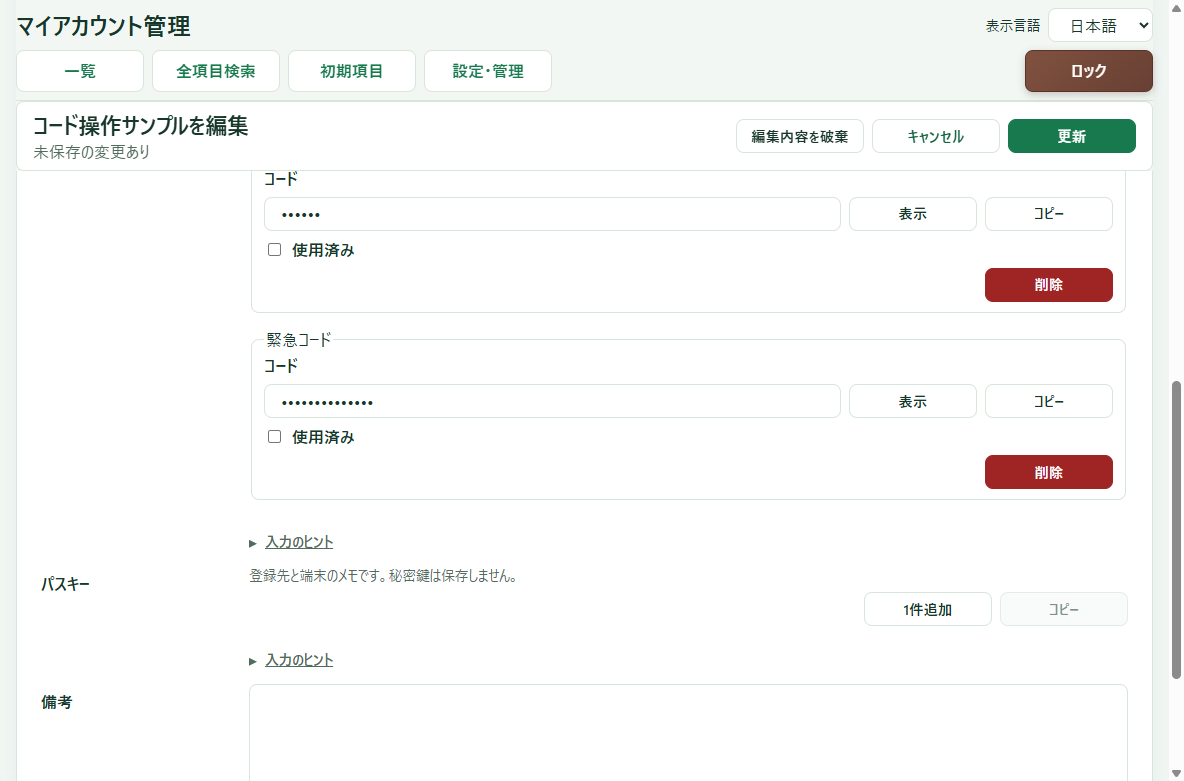 マイアカウント管理
表示言語 日本語
一覧 全項目検索 初期項目 設定・管理 ロック
コード操作サンプルを編集
未保存の変更あり
編集内容を破棄 キャンセル 更新
コード
•••••• 表示 コピー
使用済み
削除
緊急コード
コード
•••••••••••••• 表示 コピー
使用済み
削除
▶ 入力のヒント
パスキー
登録先と端末のメモです。秘密鍵は保存しません。
1件追加 コピー
▶ 入力のヒント
備考